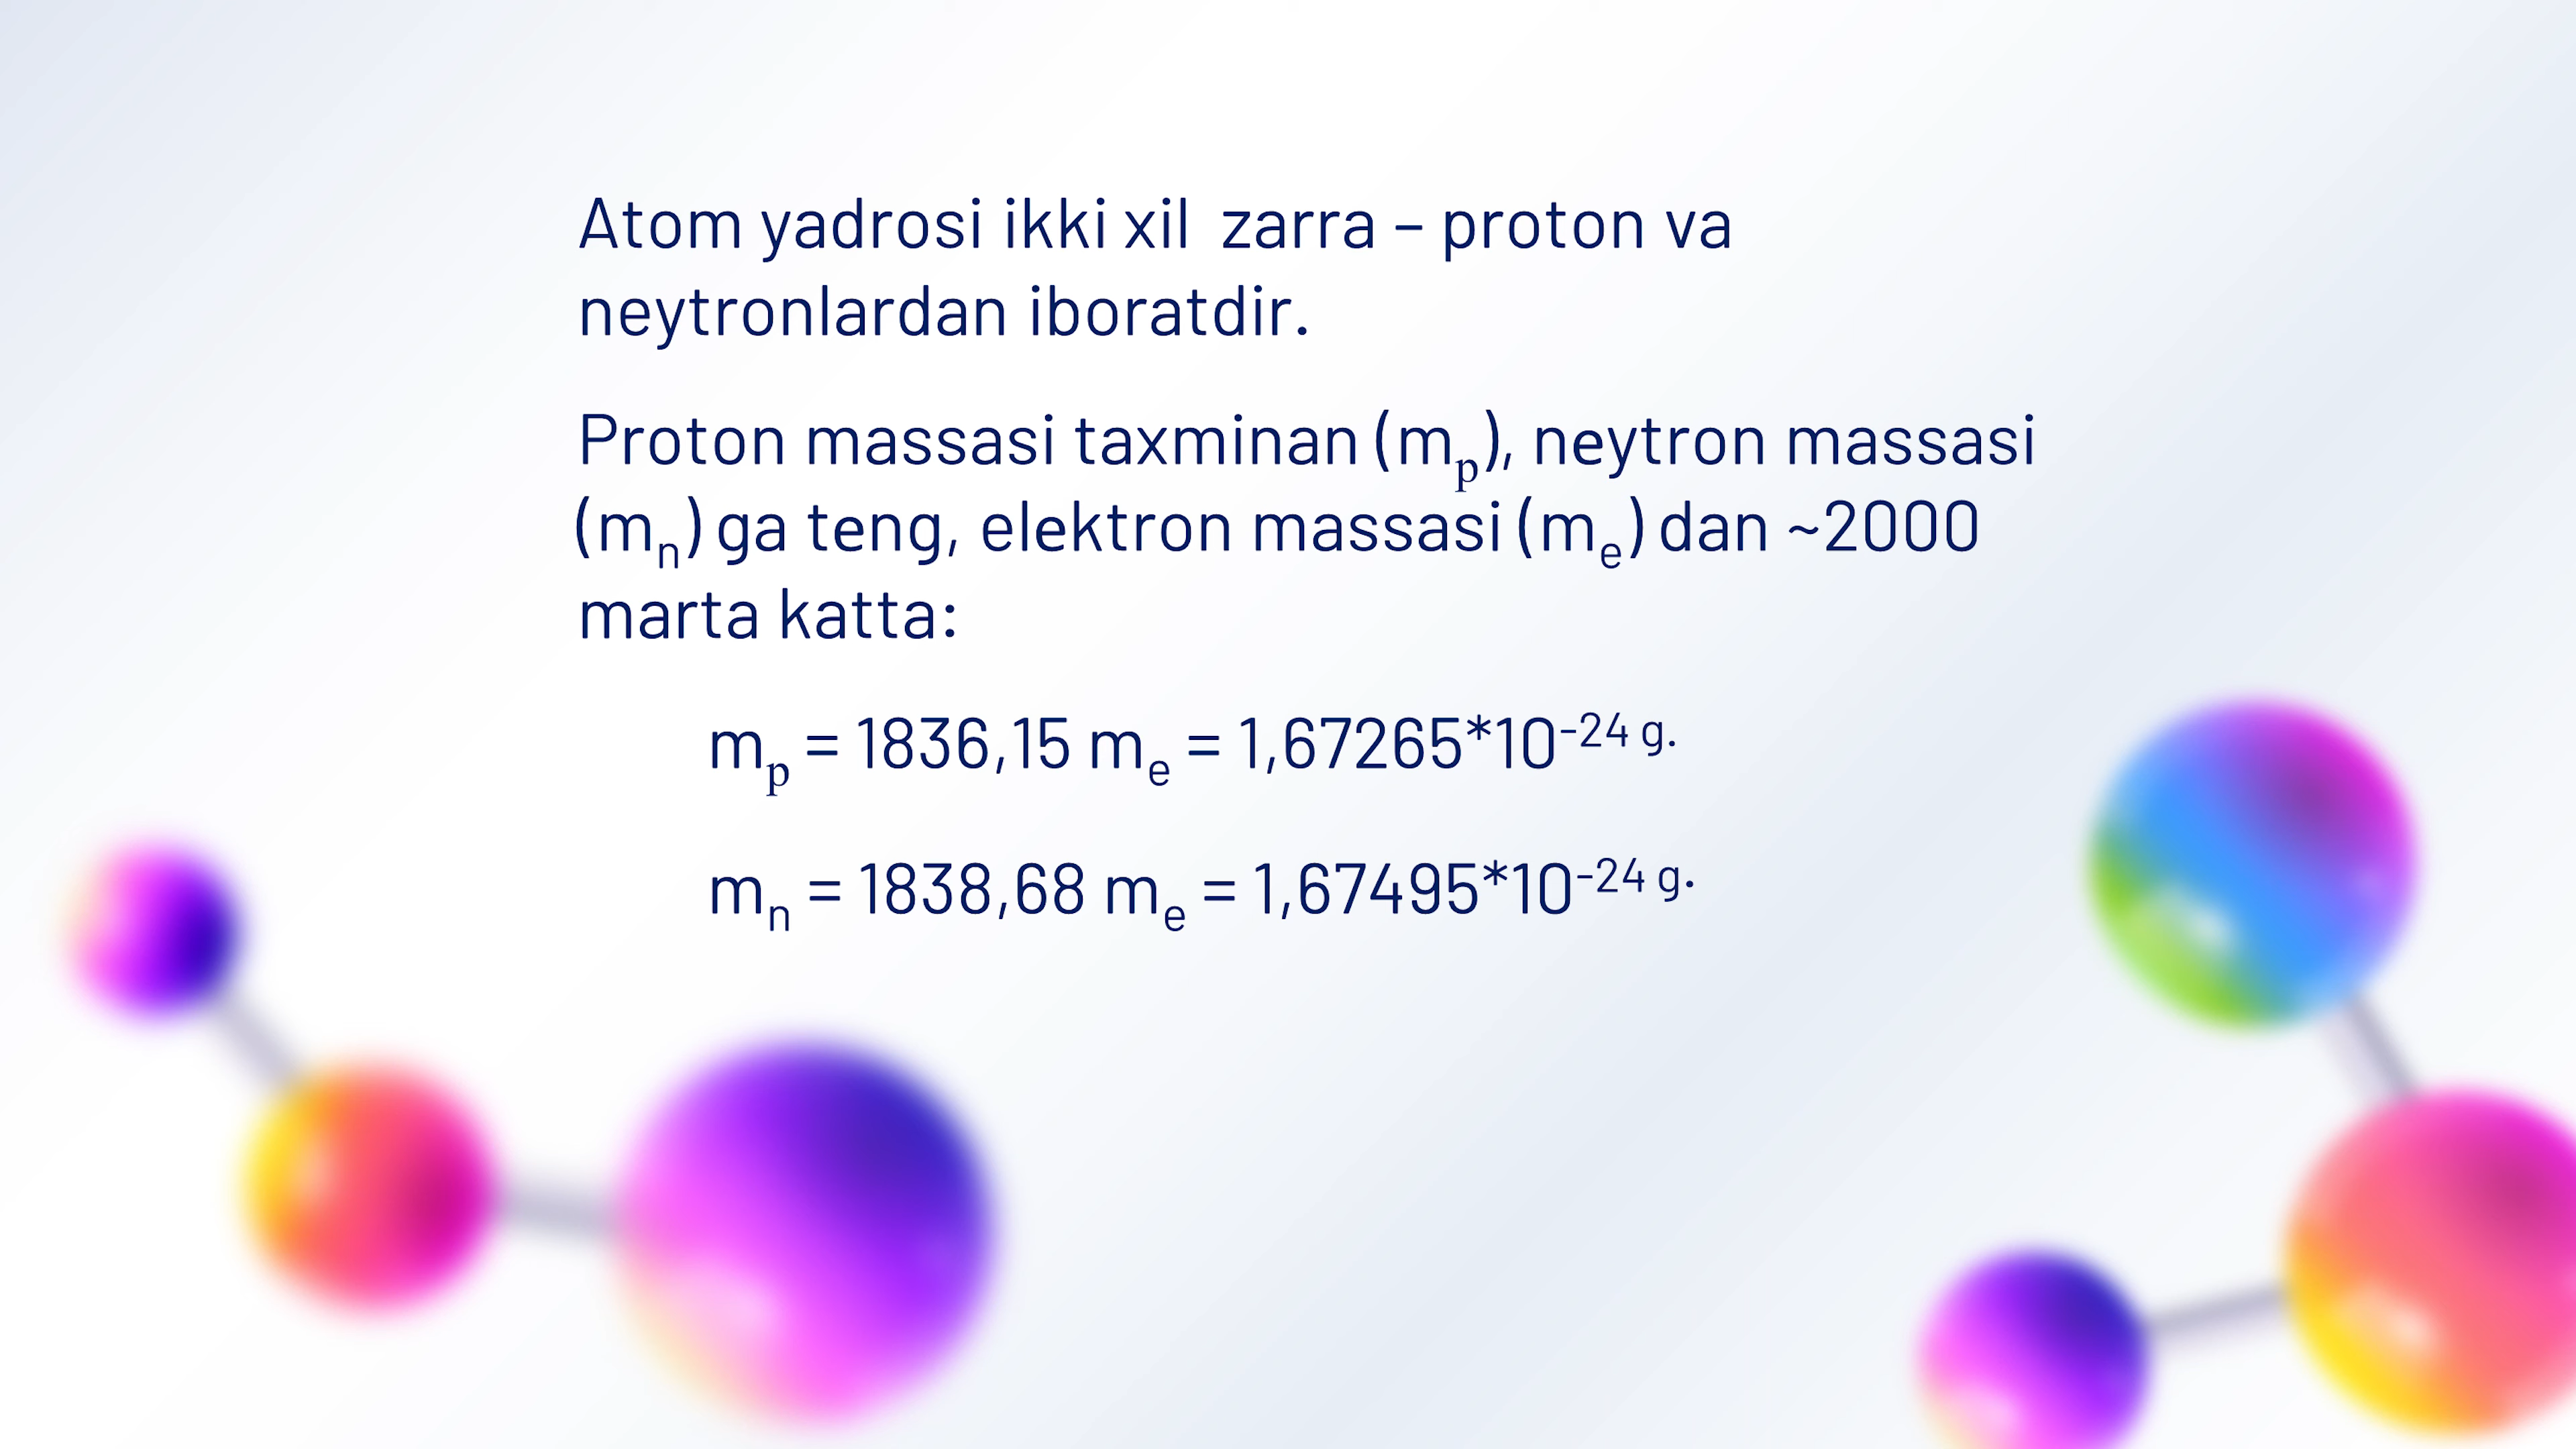 Atom yadrosi ikki xil  zarra – proton va
neytronlardan iboratdir.
Proton massasi taxminan (mₚ), neytron massasi
(mₙ) ga teng, elektron massasi (mₑ) dan ~2000
marta katta:
mₚ = 1836,15 mₑ = 1,67265*10⁻²⁴ ᵍ·
mₙ = 1838,68 mₑ = 1,67495*10⁻²⁴ ᵍ·